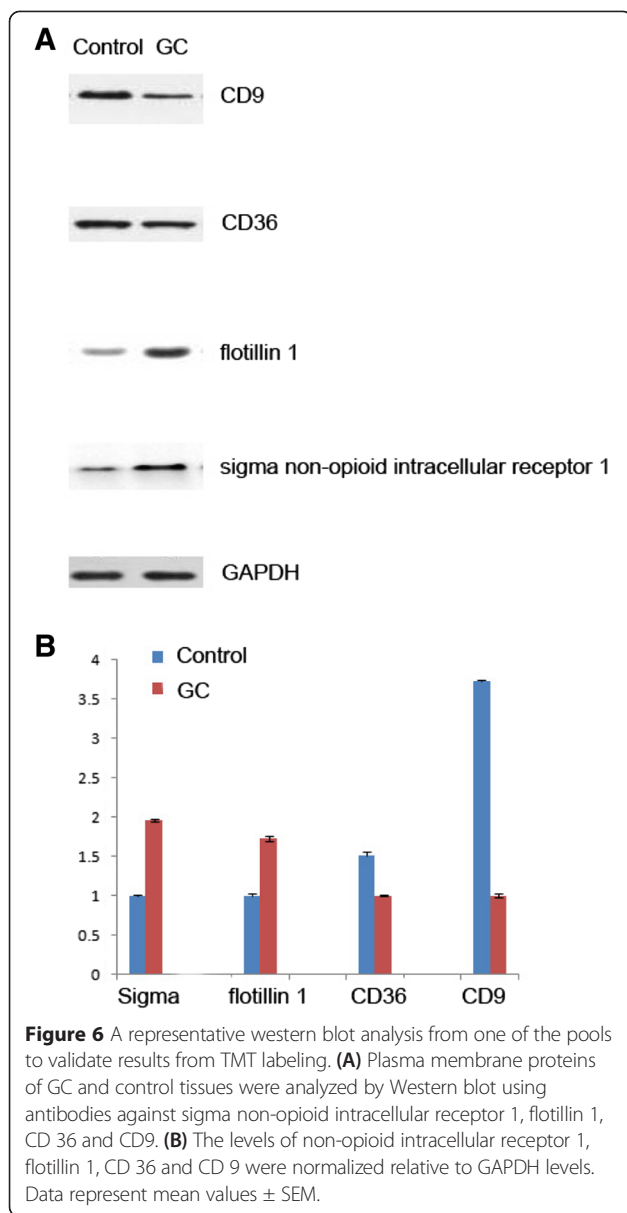 A
Control GC
CD9
CD36
flotillin 1
sigma non-opioid intracellular receptor 1
GAPDH
B
Control
GC
4
3.5
3
2.5
2
1.5
1
0.5
0
Sigma flotillin 1 CD36 CD9
Figure 6 A representative western blot analysis from one of the pools
to validate results from TMT labeling. (A) Plasma membrane proteins
of GC and control tissues were analyzed by Western blot using
antibodies against sigma non-opioid intracellular receptor 1, flotillin 1,
CD 36 and CD9. (B) The levels of non-opioid intracellular receptor 1,
flotillin 1, CD 36 and CD 9 were normalized relative to GAPDH levels.
Data represent mean values ± SEM.